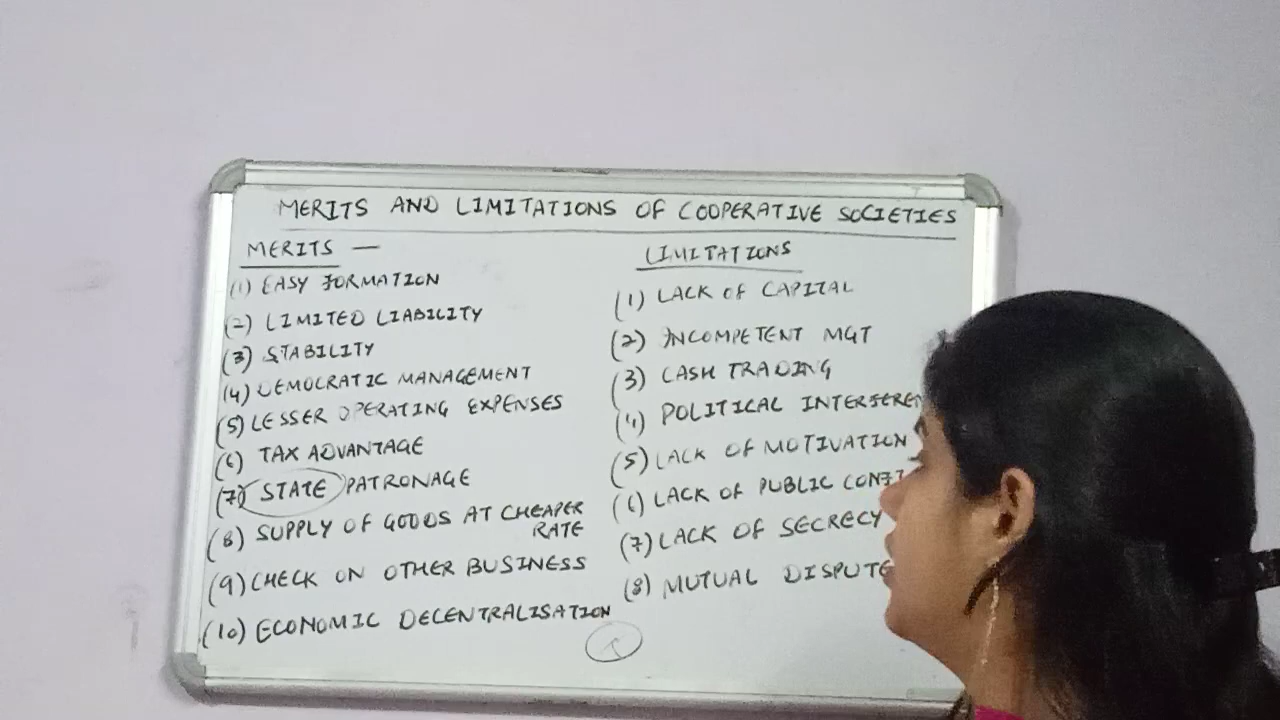 MERITS AND LIMITATIONS OF COOPERATIVE SOCIETIES
MERITS —
(1) EASY FORMATION
(2) LIMITED LIABILITY
(3) STABILITY
(4) DEMOCRATIC MANAGEMENT
(5) LESSER OPERATING EXPENSES
(6) TAX ADVANTAGE
(7) STATE PATRONAGE
(8) SUPPLY OF GOODS AT CHEAPER
RATE
(9) CHECK ON OTHER BUSINESS
(10) ECONOMIC DECENTRALISATION
LIMITATIONS
(1) LACK OF CAPITAL
(2) INCOMPETENT MGT
(3) CASH TRADING
(4) POLITICAL
(5) LACK OF MOTIVATION
(6) LACK OF PUBLIC
(7) LACK OF SECRECY
(8) MUTUAL DISPUTE